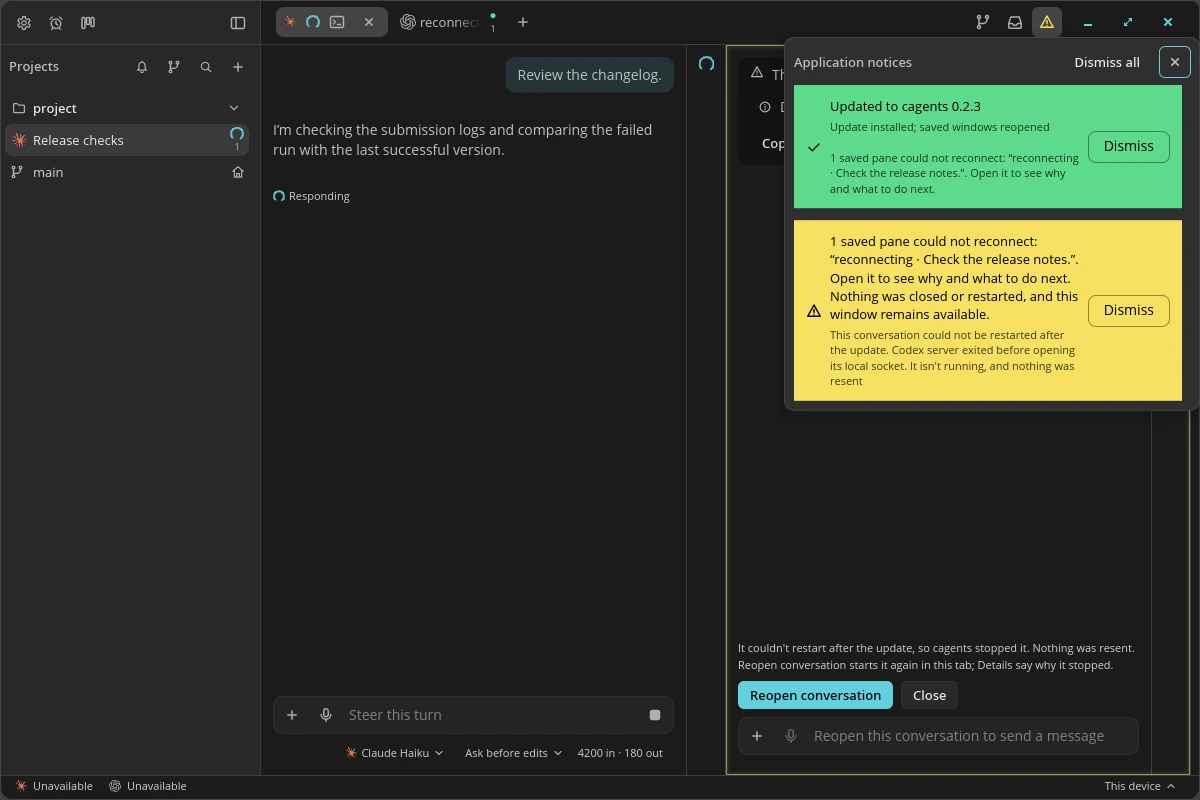 reconnec
1
Projects
project
Release checks
1
main
Review the changelog.
I'm checking the submission logs and comparing the failed
run with the last successful version.
Responding
Steer this turn
Claude Haiku
Ask before edits
4200 in · 180 out
Th
Cop
Application notices
Dismiss all
Updated to cagents 0.2.3
Update installed; saved windows reopened
1 saved pane could not reconnect: “reconnecting
· Check the release notes.”. Open it to see why
and what to do next.
Dismiss
1 saved pane could not reconnect:
“reconnecting · Check the release notes.”.
Open it to see why and what to do next.
Nothing was closed or restarted, and this
window remains available.
This conversation could not be restarted after
the update. Codex server exited before opening
its local socket. It isn't running, and nothing was
resent
Dismiss
It couldn't restart after the update, so cagents stopped it. Nothing was resent.
Reopen conversation starts it again in this tab; Details say why it stopped.
Reopen conversation
Close
Reopen this conversation to send a message
Unavailable
Unavailable
This device